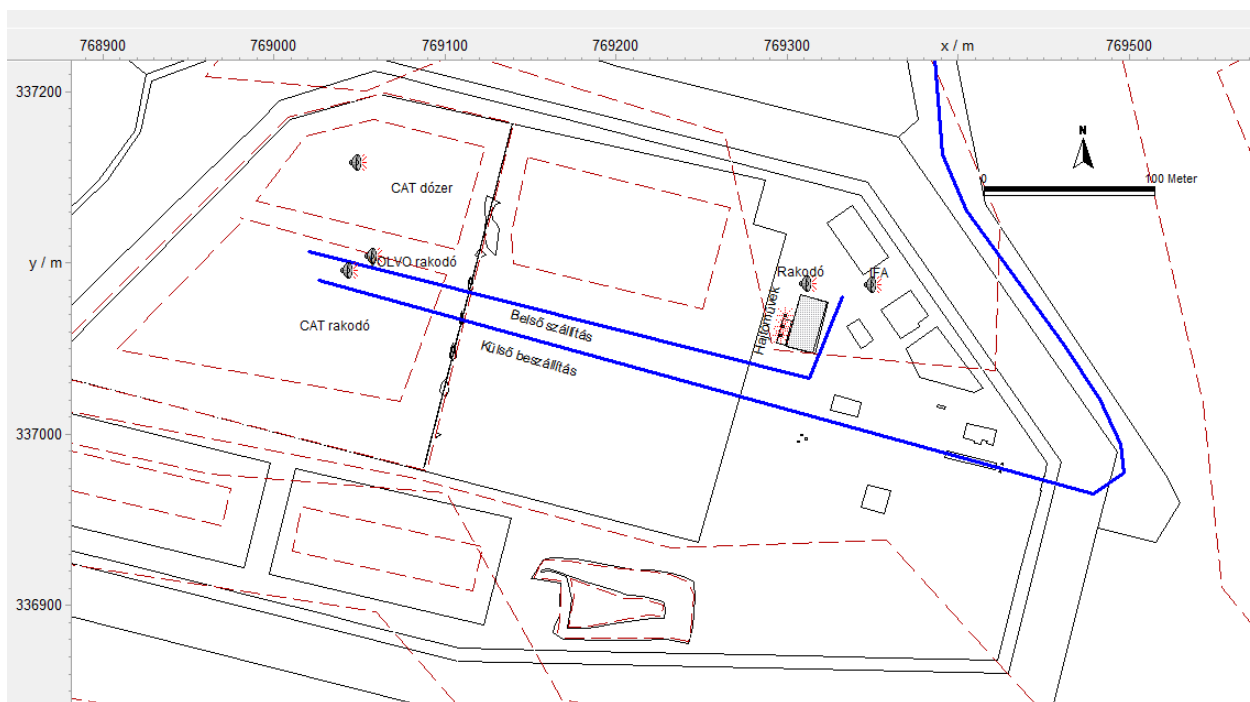 768900 769000 769100 769200 769300 x / m 769500
337200
N
0 100 Meter
CAT dózer
y / m
VOLVO rakodó
Rakodó IFA
CAT rakodó
Belső szállítás
Hajtóművek
Külső beszállítás
337000
336900